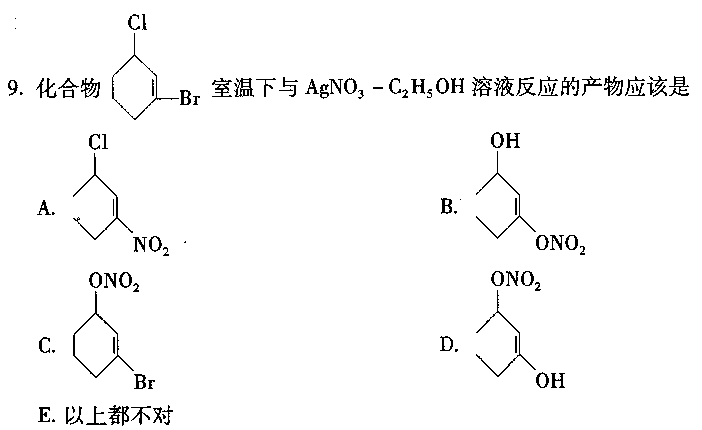 Cl
9. 化合物 Br 室温下与 AgNO₃ - C₂H₅OH 溶液反应的产物应该是
Cl
A. NO₂
OH
B. ONO₂
ONO₂
C. Br
ONO₂
D. OH
E. 以上都不对